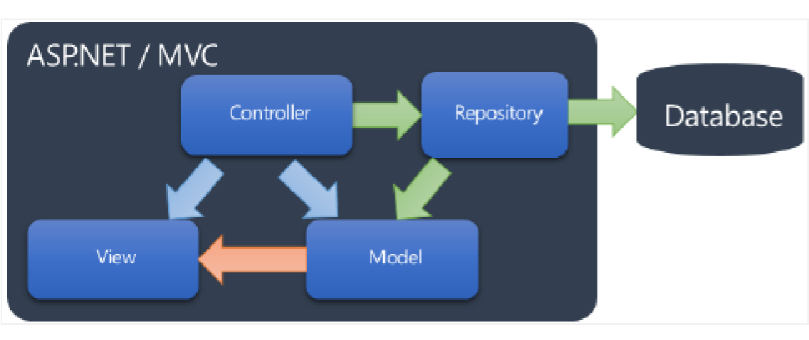 ASP.NET / MVC
Controller
Repository
Database
View
Model